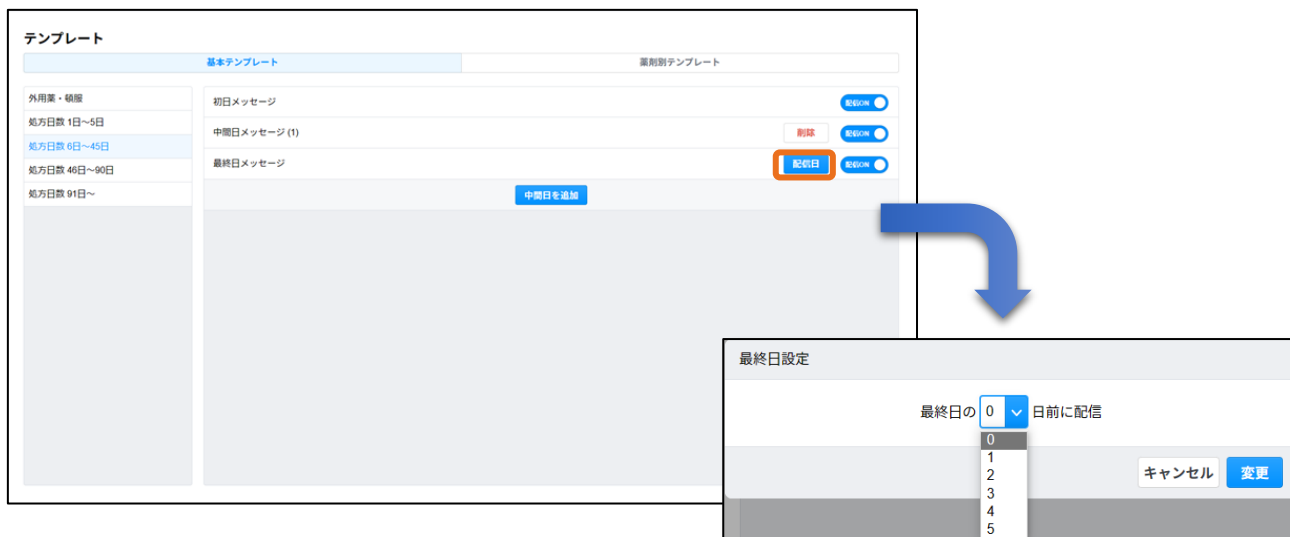 テンプレート
基本テンプレート 薬剤別テンプレート
外用薬・頓服
処方日数 1日～5日
処方日数 6日～45日
処方日数 46日～90日
処方日数 91日～
初日メッセージ 配信ON
中間日メッセージ (1) 削除 配信ON
最終日メッセージ 配信日 配信ON
中間日を追加
最終日設定
最終日の 0 日前に配信
0
1
2
3
4
5
キャンセル 変更